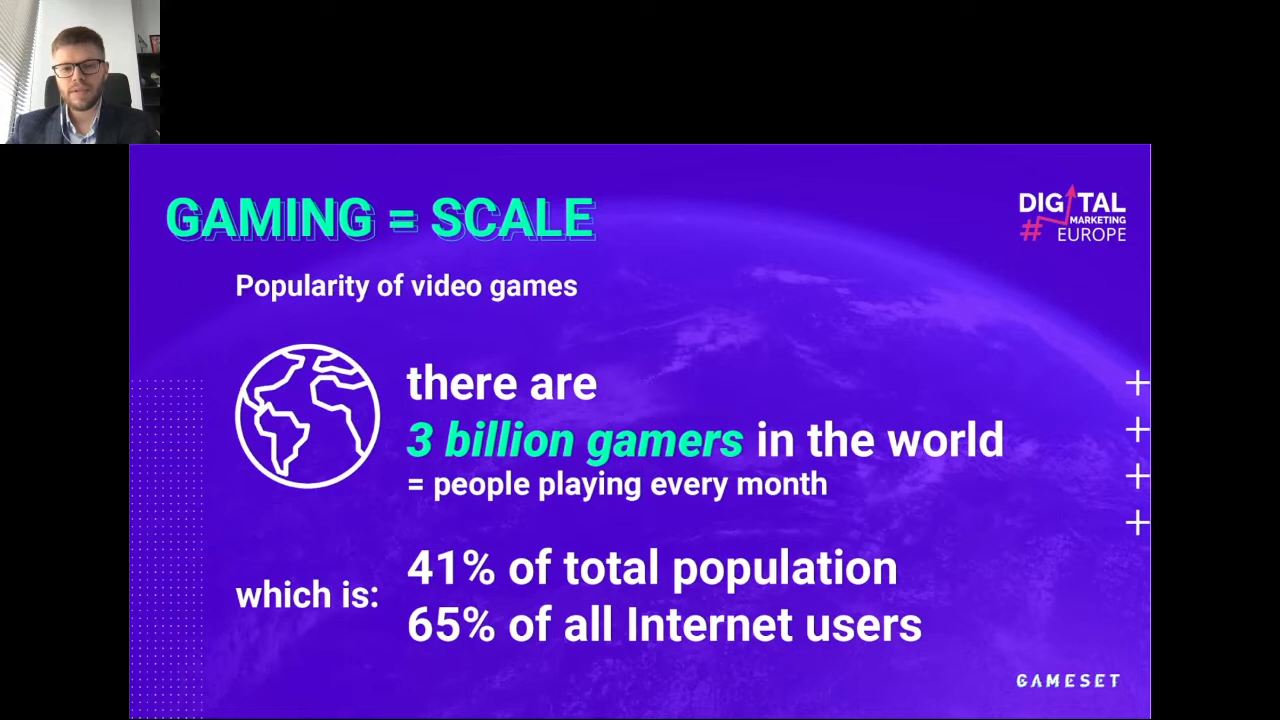 GAMING = SCALE
DIGITAL
MARKETING
# EUROPE
Popularity of video games
there are
3 billion gamers in the world
= people playing every month
which is:
41% of total population
65% of all Internet users
GAMESET